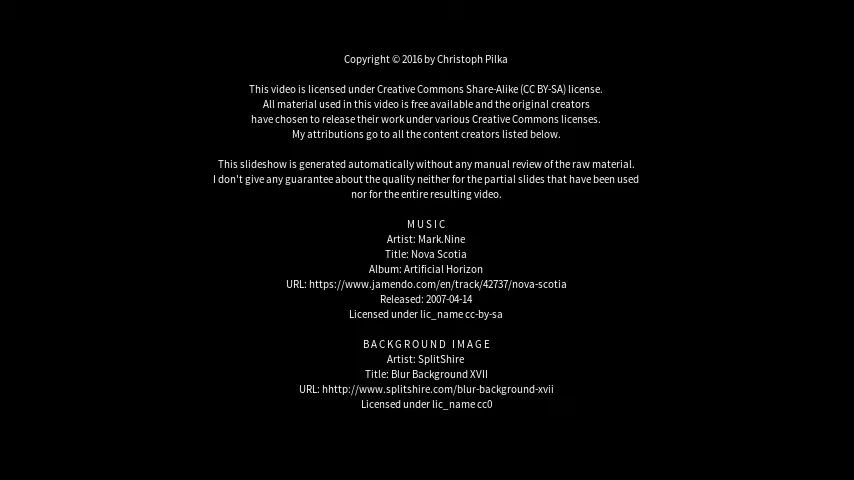 Copyright © 2016 by Christoph Pilka
This video is licensed under Creative Commons Share-Alike (CC BY-SA) license.
All material used in this video is free available and the original creators
have chosen to release their work under various Creative Commons licenses.
My attributions go to all the content creators listed below.
This slideshow is generated automatically without any manual review of the raw material.
I don't give any guarantee about the quality neither for the partial slides that have been used
nor for the entire resulting video.
MUSIC
Artist: Mark.Nine
Title: Nova Scotia
Album: Artificial Horizon
URL: https://www.jamendo.com/en/track/42737/nova-scotia
Released: 2007-04-14
Licensed under lic_name cc-by-sa
BACKGROUND IMAGE
Artist: SplitShire
Title: Blur Background XVII
URL: hhttp://www.splitshire.com/blur-background-xvii
Licensed under lic_name cc0